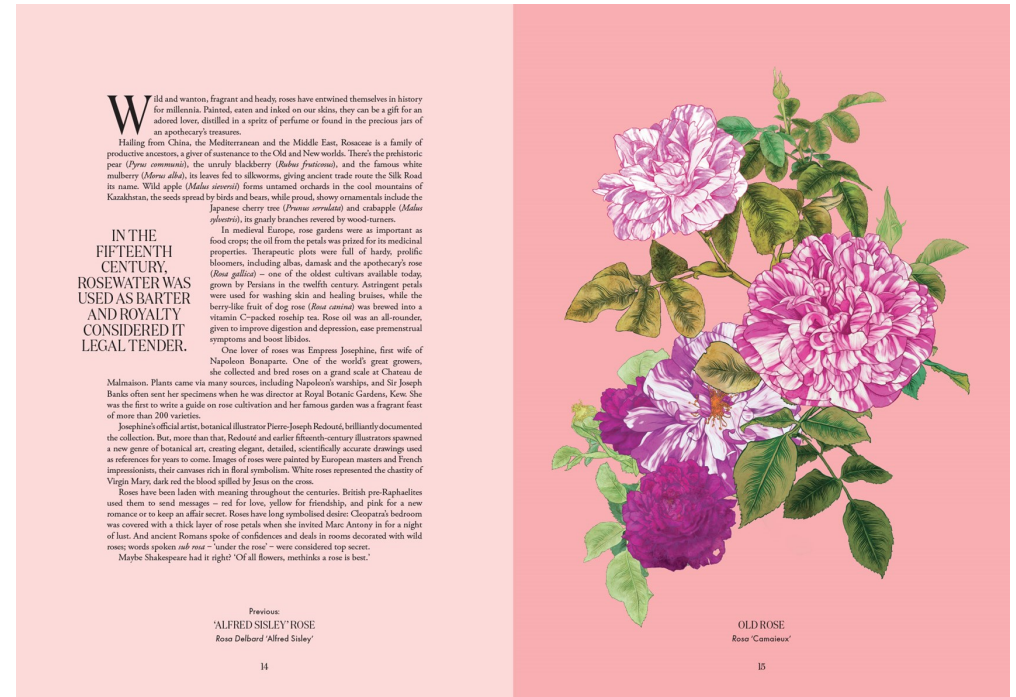 Wild and wanton, fragrant and heady, roses have entwined themselves in history
for millennia. Painted, eaten and inked on our skins, they can be a gift for an
adored lover, distilled in a spritz of perfume or found in the precious jars of
an apothecary's treasures.
Hailing from China, the Mediterranean and the Middle East, Rosaceae is a family of
productive ancestors, a giver of sustenance to the Old and New worlds. There's the prehistoric
pear (Pyrus communis), the unruly blackberry (Rubus fruticosus), and the famous white
mulberry (Morus alba), its leaves fed to silkworms, giving ancient trade route the Silk Road
its name. Wild apple (Malus sieversii) forms untamed orchards in the cool mountains of
Kazakhstan, the seeds spread by birds and bears, while proud, showy ornamentals include the
Japanese cherry tree (Prunus serrulata) and crabapple (Malus
sylvestris), its gnarly branches revered by wood-turners.
In medieval Europe, rose gardens were as important as
food crops; the oil from the petals was prized for its medicinal
properties. Therapeutic plots were full of hardy, prolific
bloomers, including albas, damask and the apothecary's rose
(Rosa gallica) – one of the oldest cultivars available today,
grown by Persians in the twelfth century. Astringent petals
were used for washing skin and healing bruises, while the
berry-like fruit of dog rose (Rosa canina) was brewed into a
vitamin C–packed rosehip tea. Rose oil was an all-rounder,
given to improve digestion and depression, ease premenstrual
symptoms and boost libidos.
One lover of roses was Empress Josephine, first wife of
Napoleon Bonaparte. One of the world's great growers,
she collected and bred roses on a grand scale at Chateau de
Malmaison. Plants came via many sources, including Napoleon's warships, and Sir Joseph
Banks often sent her specimens when he was director at Royal Botanic Gardens, Kew. She
was the first to write a guide on rose cultivation and her famous garden was a fragrant feast
of more than 200 varieties.
Josephine's official artist, botanical illustrator Pierre-Joseph Redouté, brilliantly documented
the collection. But, more than that, Redouté and earlier fifteenth-century illustrators spawned
a new genre of botanical art, creating elegant, detailed, scientifically accurate drawings used
as references for years to come. Images of roses were painted by European masters and French
impressionists, their canvases rich in floral symbolism. White roses represented the chastity of
Virgin Mary, dark red the blood spilled by Jesus on the cross.
Roses have been laden with meaning throughout the centuries. British pre-Raphaelites
used them to send messages – red for love, yellow for friendship, and pink for a new
romance or to keep an affair secret. Roses have long symbolised desire: Cleopatra's bedroom
was covered with a thick layer of rose petals when she invited Marc Antony in for a night
of lust. And ancient Romans spoke of confidences and deals in rooms decorated with wild
roses; words spoken sub rosa – 'under the rose' – were considered top secret.
Maybe Shakespeare had it right? 'Of all flowers, methinks a rose is best.'
IN THE
FIFTEENTH
CENTURY,
ROSEWATER WAS
USED AS BARTER
AND ROYALTY
CONSIDERED IT
LEGAL TENDER.
Previous:
'ALFRED SISLEY' ROSE
Rosa Delbard 'Alfred Sisley'
14
OLD ROSE
Rosa 'Camaieux'
15